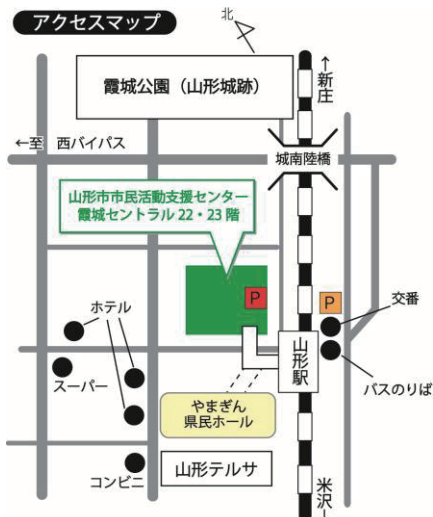 アクセスマップ
北
霞城公園（山形城跡）
↑新庄
←至　西バイパス
城南陸橋
山形市市民活動支援センター
霞城セントラル 22・23 階
P
P
交番
ホテル
山形駅
スーパー
バスのりば
やまぎん
県民ホール
山形テルサ
コンビニ
米沢↓